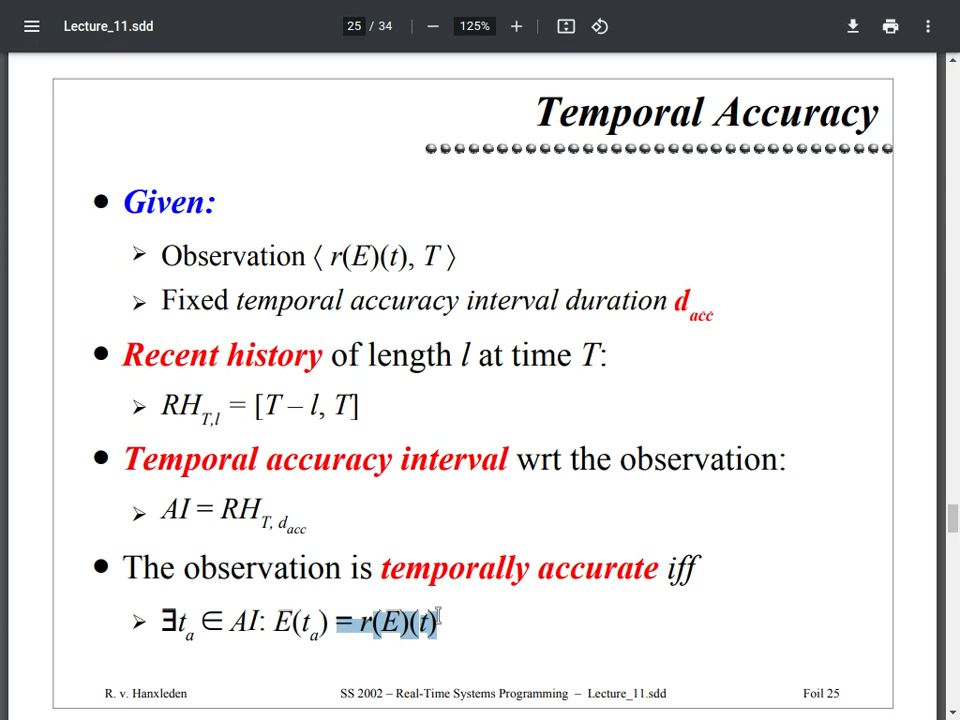 Lecture_11.sdd
25 / 34
125%
Temporal Accuracy
● Given:
➢ Observation ⟨ r(E)(t), T ⟩
➢ Fixed temporal accuracy interval duration d_acc
● Recent history of length l at time T:
➢ RH_T,l = [T – l, T]
● Temporal accuracy interval wrt the observation:
➢ AI = RH_T, d_acc
● The observation is temporally accurate iff
➢ ∃t_a ∈ AI: E(t_a) = r(E)(t)
R. v. Hanxleden
SS 2002 – Real-Time Systems Programming – Lecture_11.sdd
Foil 25